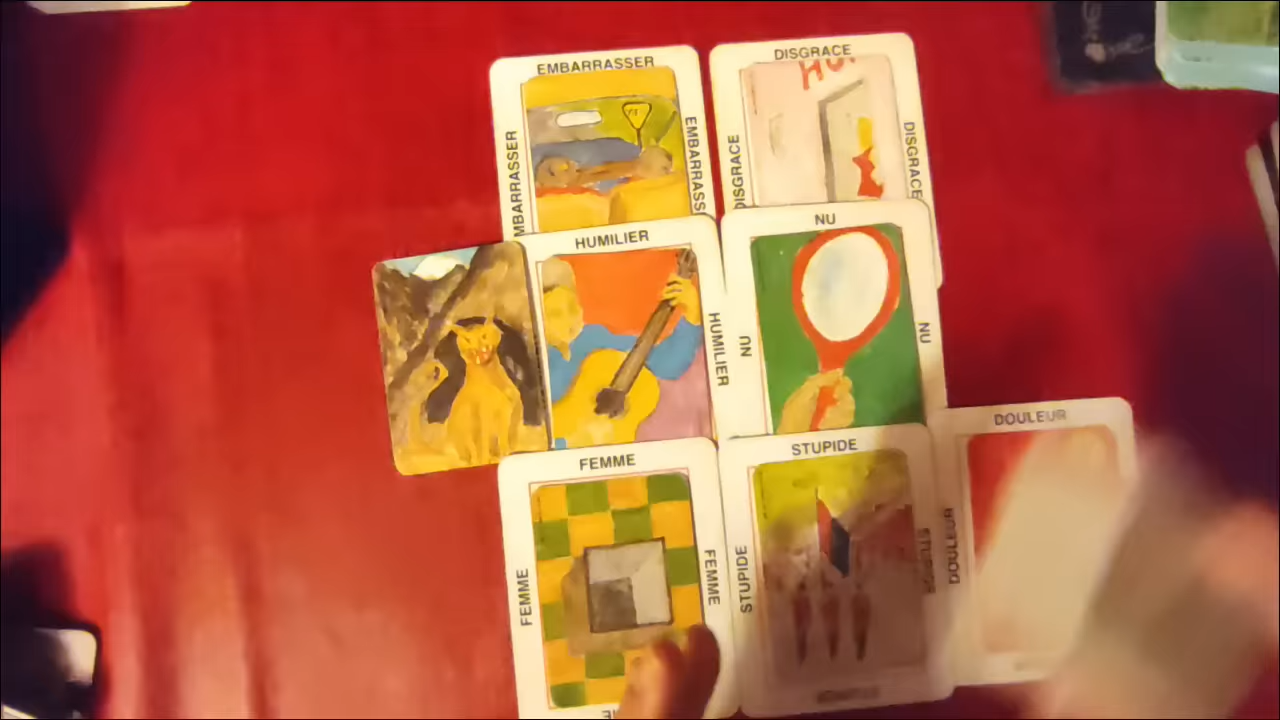 EMBARRASSER
EMBARRASSER
EMBARRASS
DISGRACE
DISGRACE
DISGRACE
HUMILIER
HUMILIER
NU
NU
NU
FEMME
FEMME
FEMME
STUPIDE
STUPIDE
STUPIDE
DOULEUR
DOULEUR